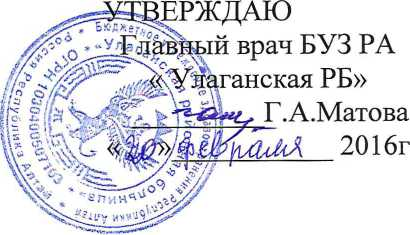 УТВЕРЖДАЮ
Главный врач БУЗ РА
« Улаганская РБ»
Г.А.Матова
«20» февраля 2016г